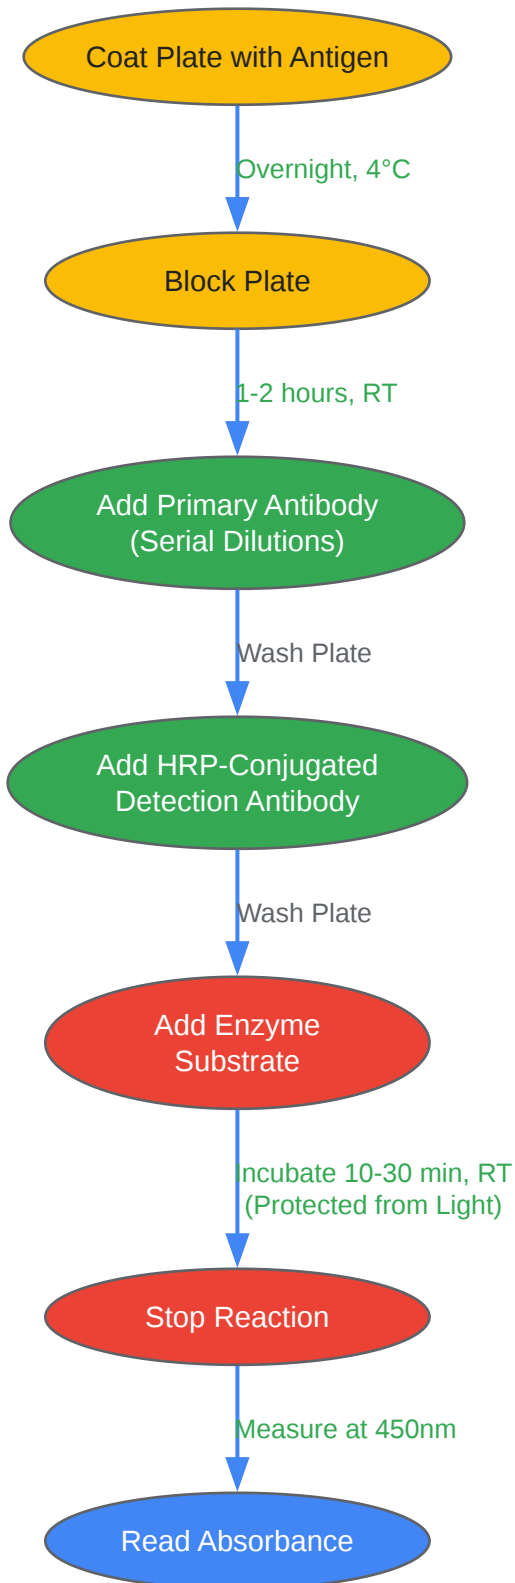 Coat Plate with Antigen
Overnight, 4°C
Block Plate
1-2 hours, RT
Add Primary Antibody
(Serial Dilutions)
Wash Plate
Add HRP-Conjugated
Detection Antibody
Wash Plate
Add Enzyme
Substrate
Incubate 10-30 min, RT
(Protected from Light)
Stop Reaction
Measure at 450nm
Read Absorbance